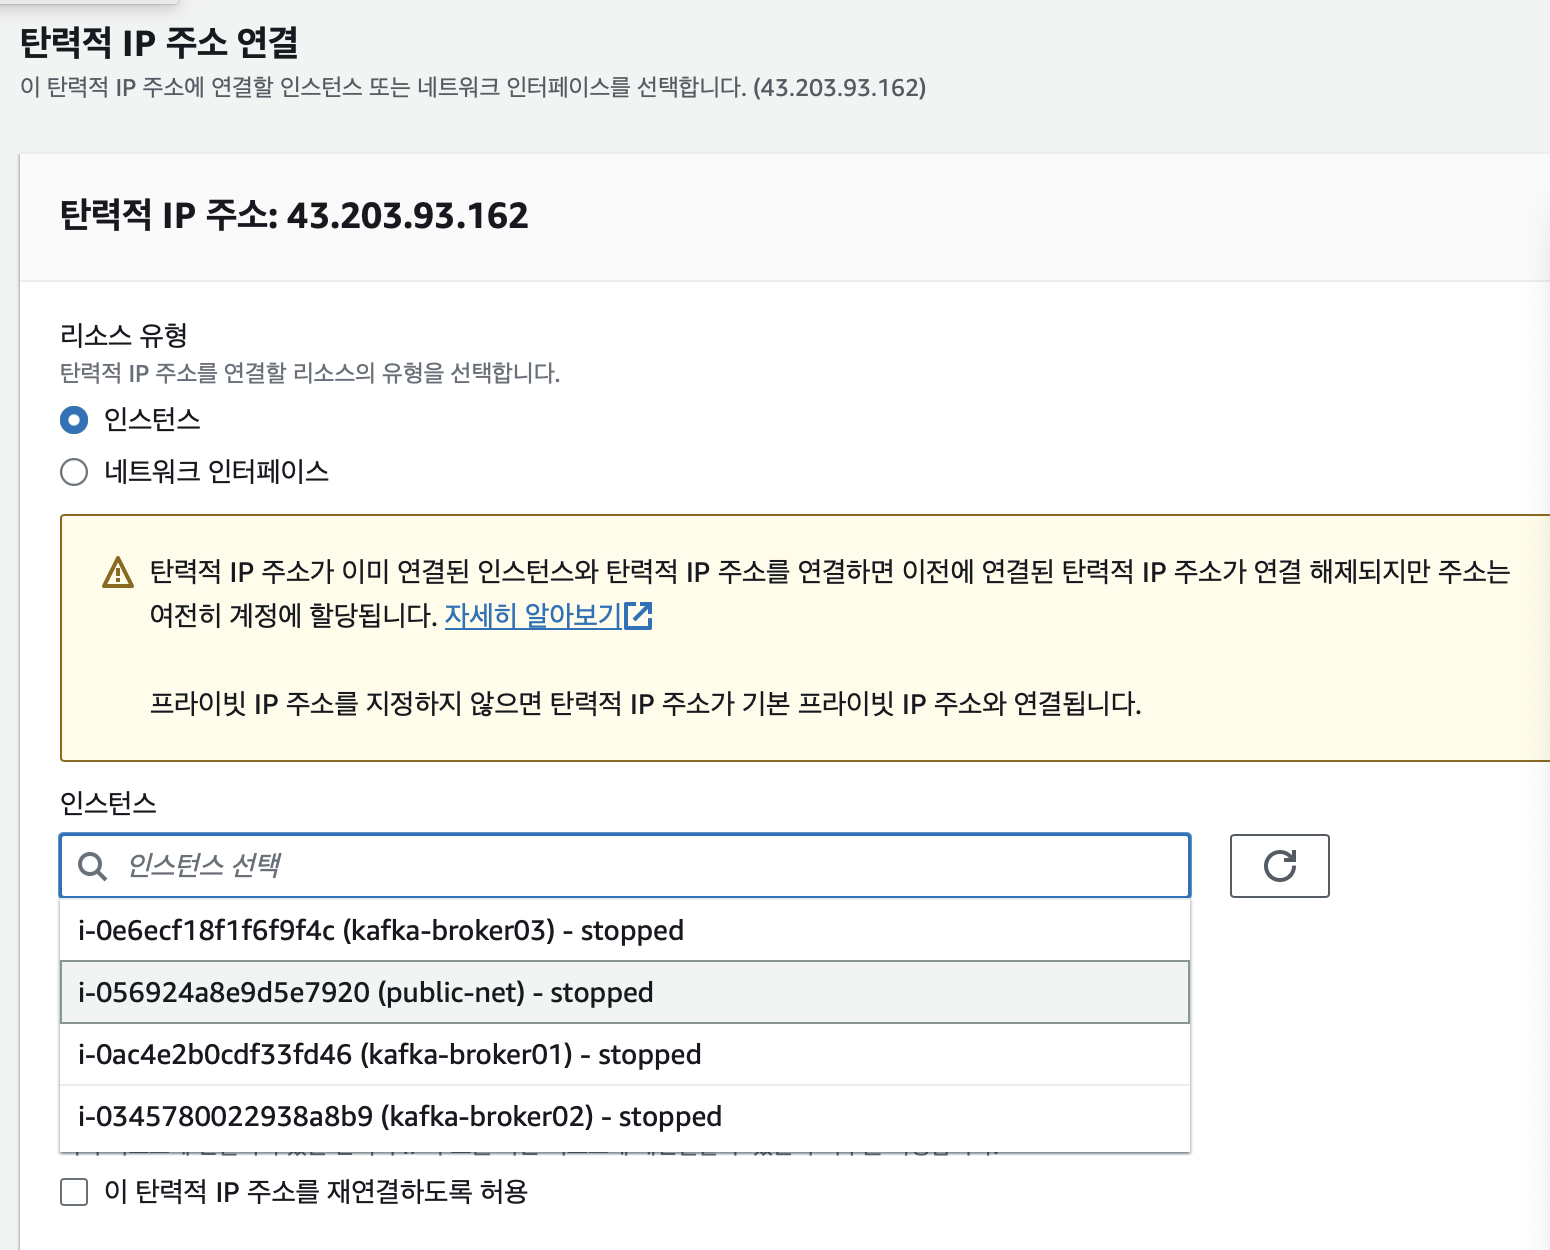 탄력적 IP 주소 연결
이 탄력적 IP 주소에 연결할 인스턴스 또는 네트워크 인터페이스를 선택합니다. (43.203.93.162)
탄력적 IP 주소: 43.203.93.162
리소스 유형
탄력적 IP 주소를 연결할 리소스의 유형을 선택합니다.
인스턴스
네트워크 인터페이스
탄력적 IP 주소가 이미 연결된 인스턴스와 탄력적 IP 주소를 연결하면 이전에 연결된 탄력적 IP 주소가 연결 해제되지만 주소는
여전히 계정에 할당됩니다. 자세히 알아보기
프라이빗 IP 주소를 지정하지 않으면 탄력적 IP 주소가 기본 프라이빗 IP 주소와 연결됩니다.
인스턴스
인스턴스 선택
i-0e6ecf18f1f6f9f4c (kafka-broker03) - stopped
i-056924a8e9d5e7920 (public-net) - stopped
i-0ac4e2b0cdf33fd46 (kafka-broker01) - stopped
i-0345780022938a8b9 (kafka-broker02) - stopped
이 탄력적 IP 주소를 재연결하도록 허용